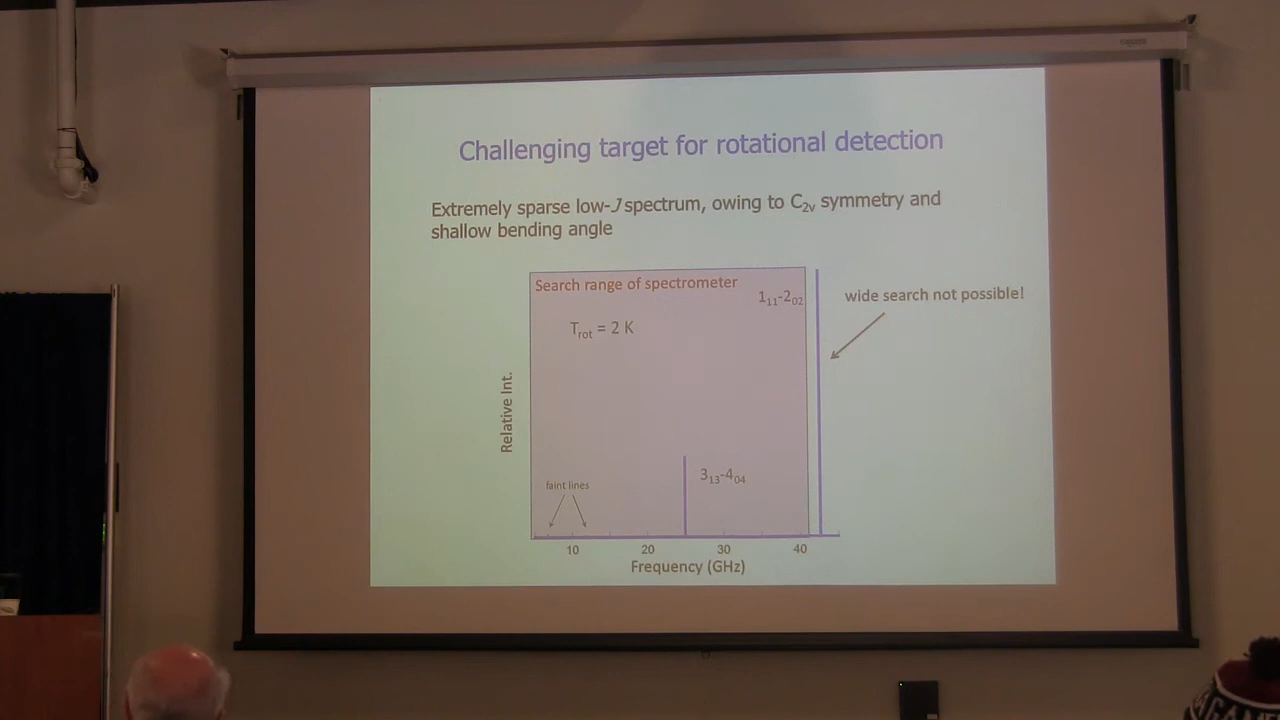 Challenging target for rotational detection
Extremely sparse low-J spectrum, owing to C2v symmetry and
shallow bending angle
Search range of spectrometer
1₁₁-2₀₂
wide search not possible!
Trot = 2 K
Relative Int.
3₁₃-4₀₄
faint lines
10 20 30 40
Frequency (GHz)